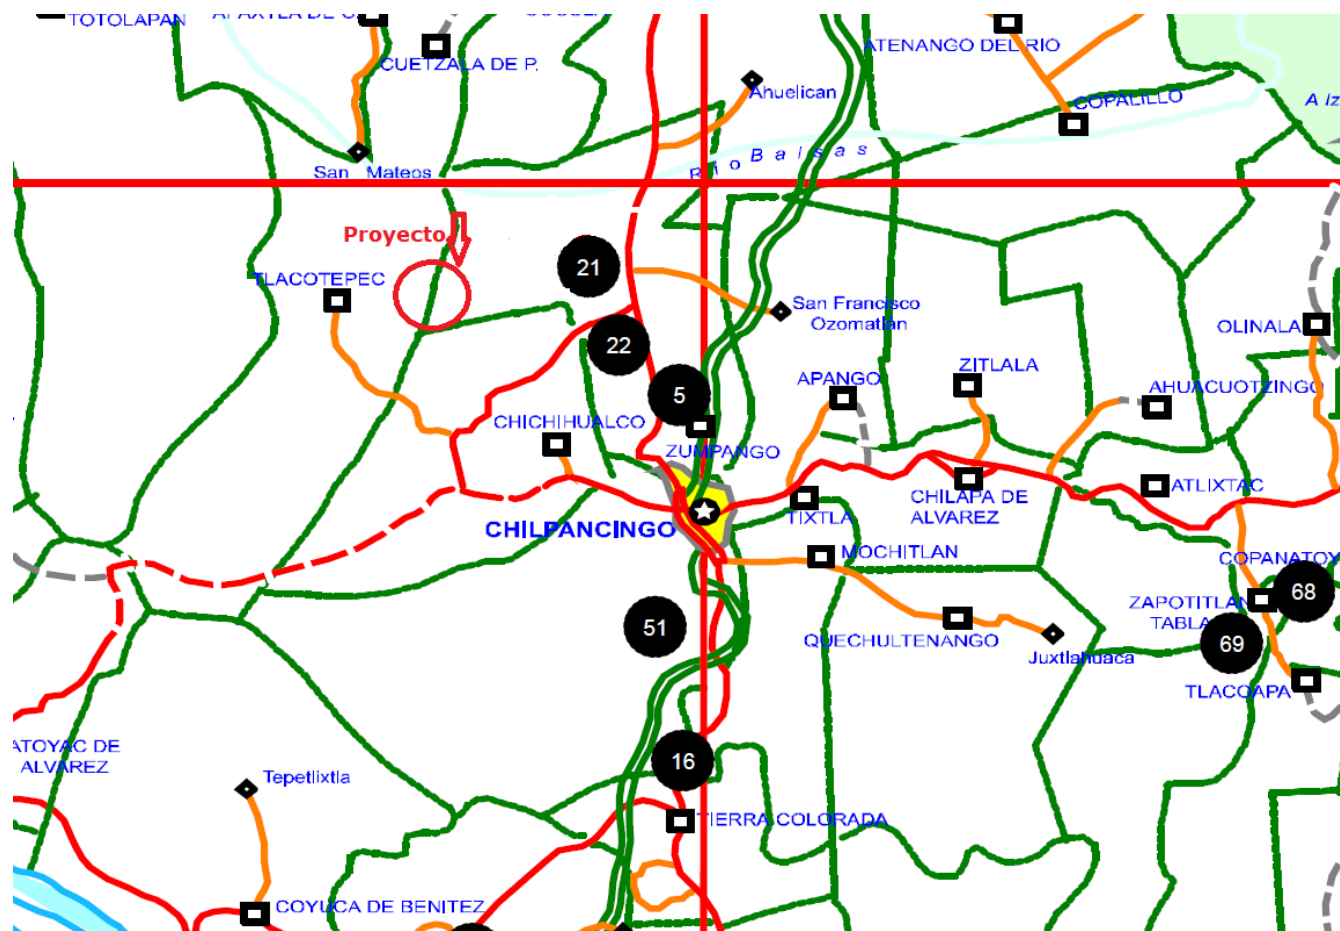 TOTOLAPAN
CUETZALA DE P.
ATENANGO DEL RIO
Ahuelican
COPALILLO
A Iz
Rio Balsas
San Mateos
Proyecto
TLACOTEPEC
21
San Francisco
Ozomatlan
OLINALA
22
ZITLALA
APANGO
AHUACUOTZINGO
5
CHICHIHUALCO
ZUMPANGO
CHILAPA DE
ALVAREZ
ATLIXTAC
TIXTLA
CHILPANCINGO
MOCHITLAN
COPANATOY
68
ZAPOTITLAN
TABLA
51
QUECHULTENANGO
69
Juxtlahuaca
TLACOAPA
ATOYAC DE
ALVAREZ
16
Tepetlixtla
TIERRA COLORADA
COYUCA DE BENITEZ